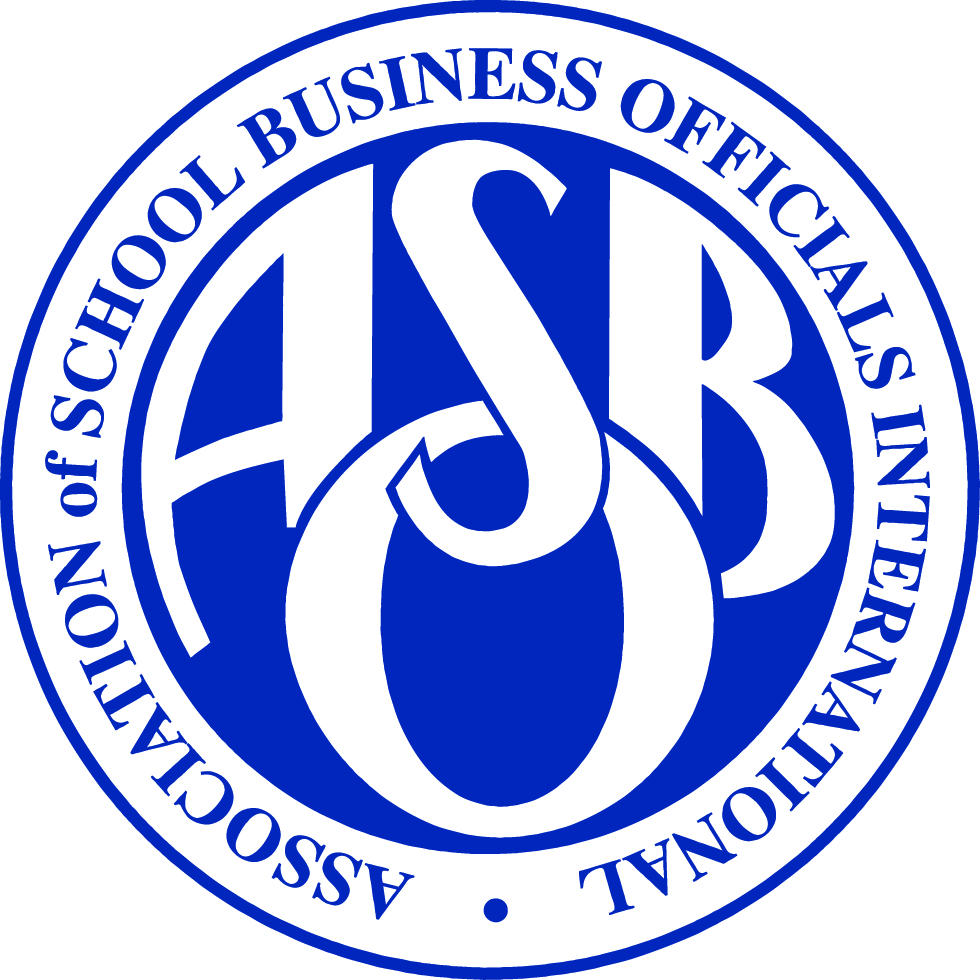 ASSOCIATION of SCHOOL BUSINESS OFFICIALS INTERNATIONAL •
ASBO